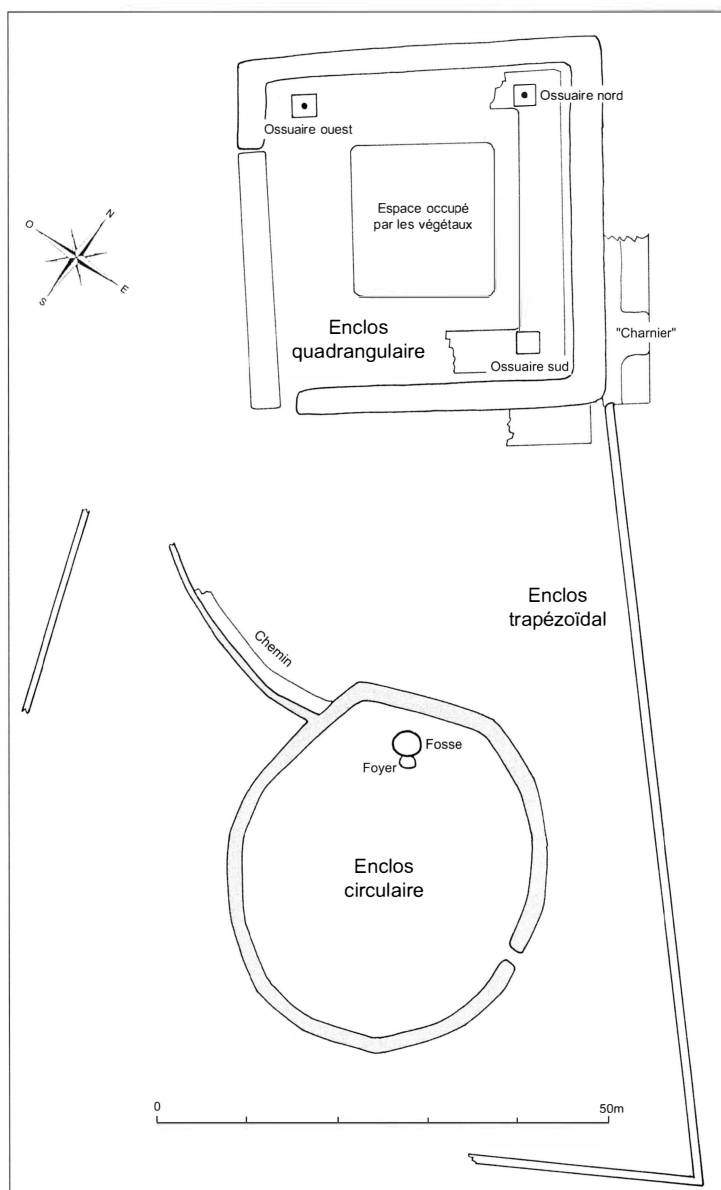 Ossuaire nord
Ossuaire ouest
Espace occupé
par les végétaux
N
O
S
E
Enclos
quadrangulaire
"Charnier"
Ossuaire sud
Enclos
trapézoïdal
Chemin
Fosse
Foyer
Enclos
circulaire
0
50m